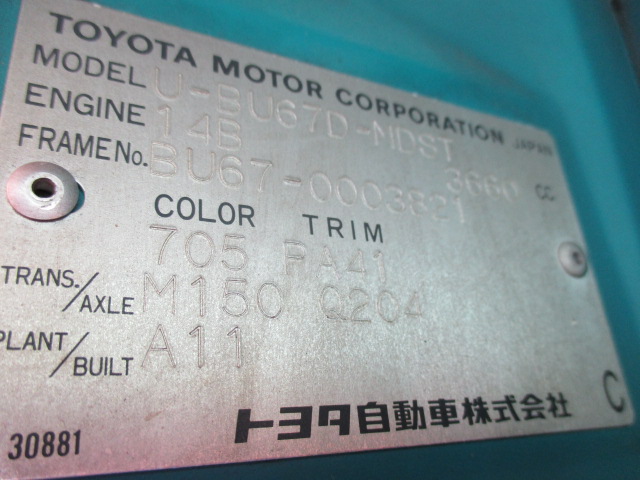 TOYOTA MOTOR CORPORATION JAPAN
MODEL U-BU67D-MDST
ENGINE 14B 3660 CC
FRAME No. BU67-0003821
COLOR TRIM
705 PA41
TRANS./AXLE M150 Q204
PLANT/BUILT A11
トヨタ自動車株式会社 C
30881